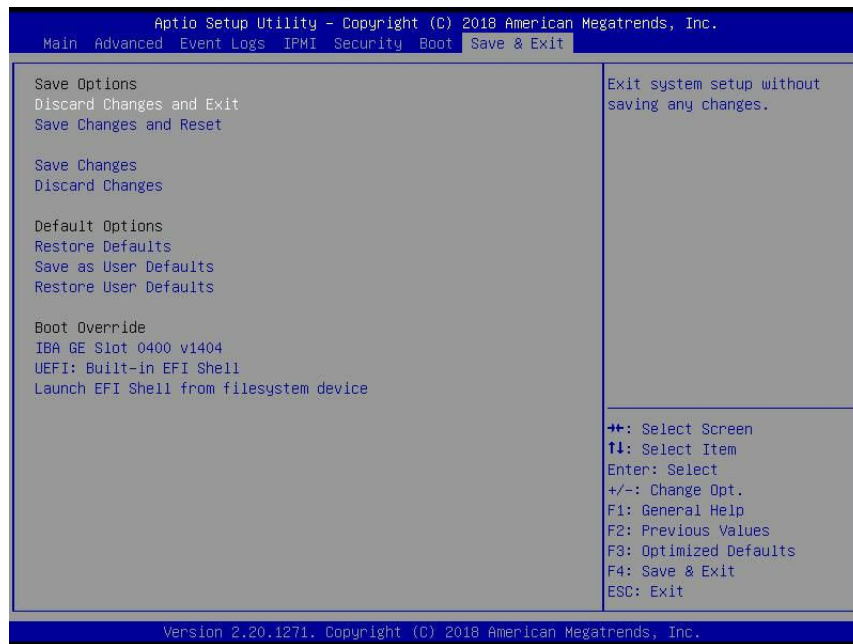 Aptio Setup Utility – Copyright (C) 2018 American Megatrends, Inc.
Main Advanced Event Logs IPMI Security Boot Save & Exit
Save Options
Discard Changes and Exit
Save Changes and Reset
Save Changes
Discard Changes
Default Options
Restore Defaults
Save as User Defaults
Restore User Defaults
Boot Override
IBA GE Slot 0400 v1404
UEFI: Built-in EFI Shell
Launch EFI Shell from filesystem device
Exit system setup without
saving any changes.
→←: Select Screen
↑↓: Select Item
Enter: Select
+/-: Change Opt.
F1: General Help
F2: Previous Values
F3: Optimized Defaults
F4: Save & Exit
ESC: Exit
Version 2.20.1271. Copyright (C) 2018 American Megatrends, Inc.